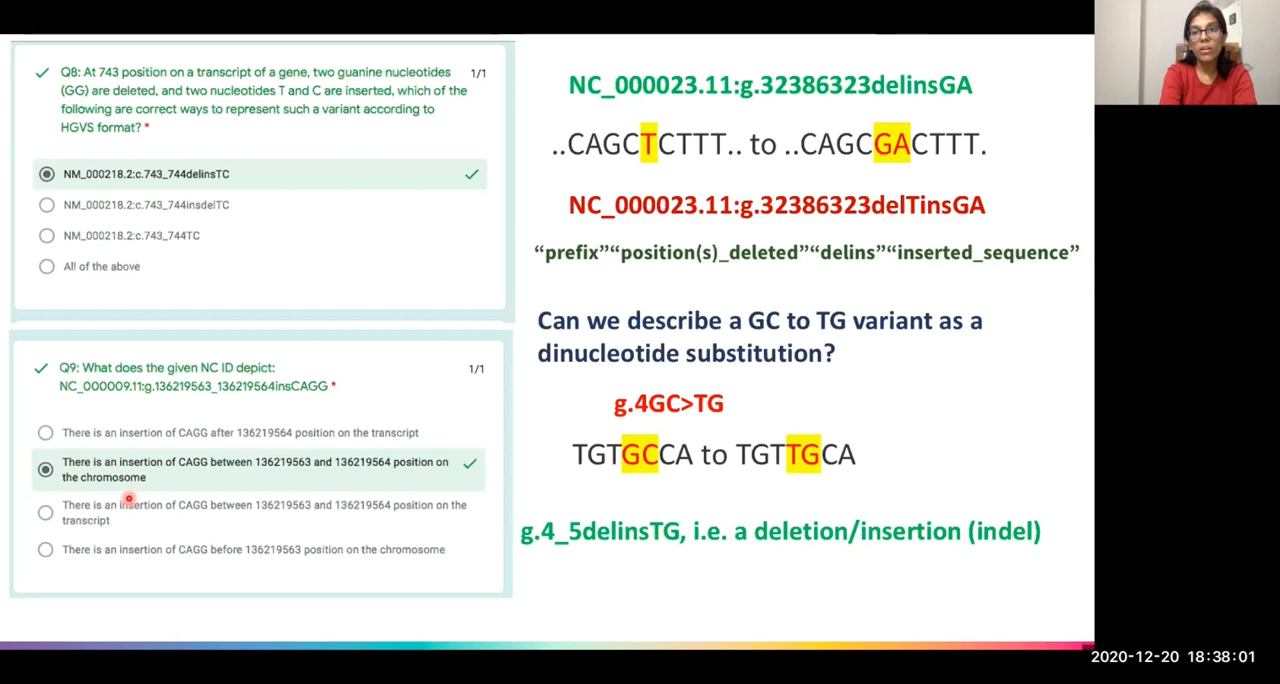 Q8: At 743 position on a transcript of a gene, two guanine nucleotides
(GG) are deleted, and two nucleotides T and C are inserted, which of the
following are correct ways to represent such a variant according to
HGVS format? *
1/1
NM_000218.2:c.743_744delinsTC
NM_000218.2:c.743_744insdelTC
NM_000218.2:c.743_744TC
All of the above
Q9: What does the given NC ID depict:
NC_000009.11:g.136219563_136219564insCAGG *
1/1
There is an insertion of CAGG after 136219564 position on the transcript
There is an insertion of CAGG between 136219563 and 136219564 position on
the chromosome
There is an insertion of CAGG between 136219563 and 136219564 position on the
transcript
There is an insertion of CAGG before 136219563 position on the chromosome
NC_000023.11:g.32386323delinsGA
..CAGCTCTTT.. to ..CAGCGACTTT.
NC_000023.11:g.32386323delTinsGA
“prefix”“position(s)_deleted”“delins”“inserted_sequence”
Can we describe a GC to TG variant as a
dinucleotide substitution?
g.4GC>TG
TGTGCCA to TGTTGCA
g.4_5delinsTG, i.e. a deletion/insertion (indel)
2020-12-20 18:38:01